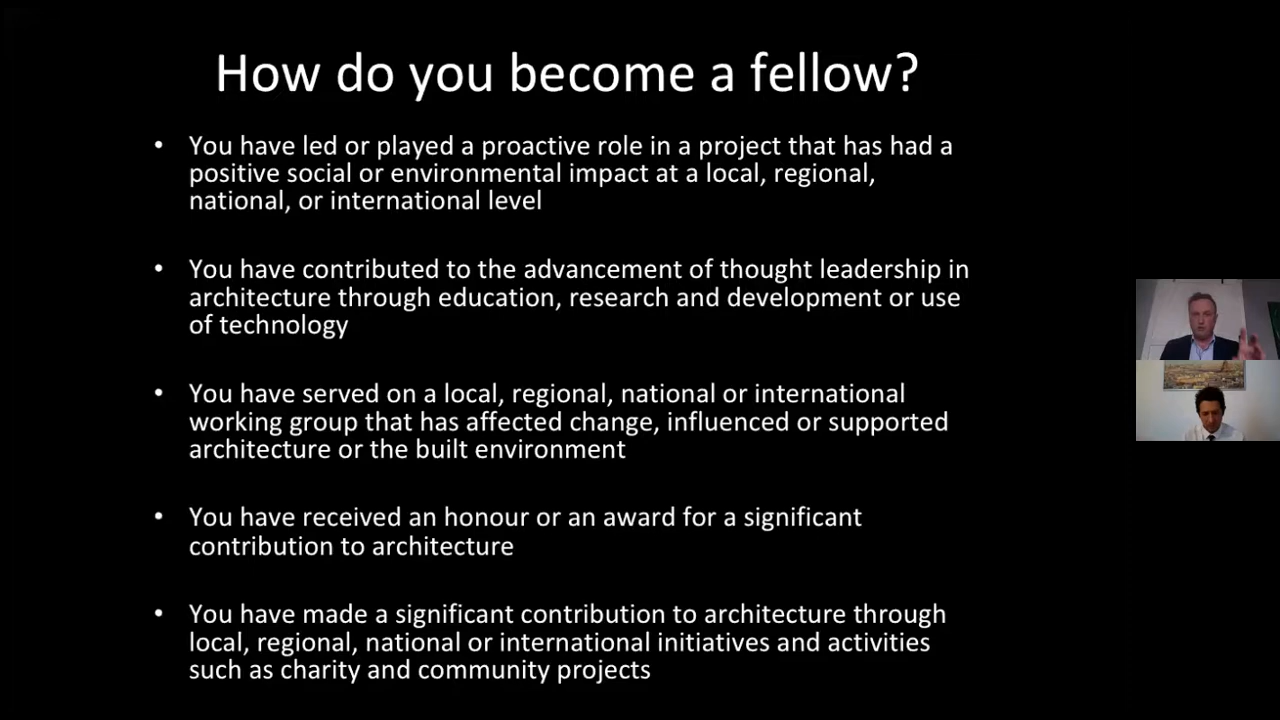 How do you become a fellow?
• You have led or played a proactive role in a project that has had a
positive social or environmental impact at a local, regional,
national, or international level
• You have contributed to the advancement of thought leadership in
architecture through education, research and development or use
of technology
• You have served on a local, regional, national or international
working group that has affected change, influenced or supported
architecture or the built environment
• You have received an honour or an award for a significant
contribution to architecture
• You have made a significant contribution to architecture through
local, regional, national or international initiatives and activities
such as charity and community projects